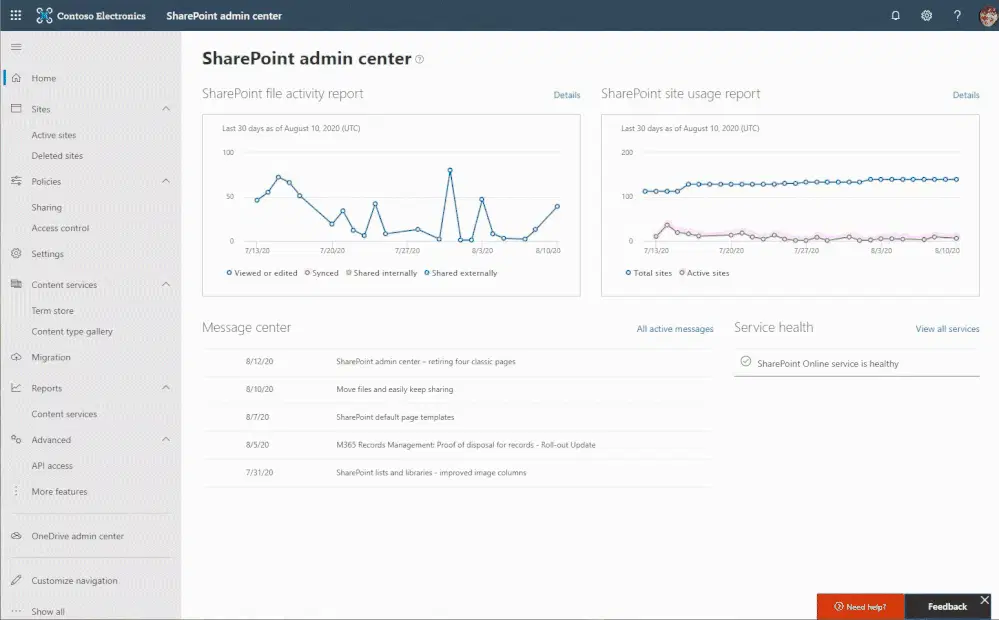 Contoso Electronics SharePoint admin center ?
Home
Sites
Active sites
Deleted sites
Policies
Sharing
Access control
Settings
Content services
Term store
Content type gallery
Migration
Reports
Content services
Advanced
API access
More features
OneDrive admin center
Customize navigation
Show all
SharePoint admin center
SharePoint file activity report Details
Last 30 days as of August 10, 2020 (UTC)
100
50
0
7/13/20 7/20/20 7/27/20 8/3/20 8/10/20
Viewed or edited Synced Shared internally Shared externally
SharePoint site usage report Details
Last 30 days as of August 10, 2020 (UTC)
200
100
0
7/13/20 7/20/20 7/27/20 8/3/20 8/10/20
Total sites Active sites
Message center All active messages
8/12/20 SharePoint admin center – retiring four classic pages
8/10/20 Move files and easily keep sharing
8/7/20 SharePoint default page templates
8/5/20 M365 Records Management: Proof of disposal for records - Roll-out Update
7/31/20 SharePoint lists and libraries - improved image columns
Service health View all services
SharePoint Online service is healthy
Need help? Feedback